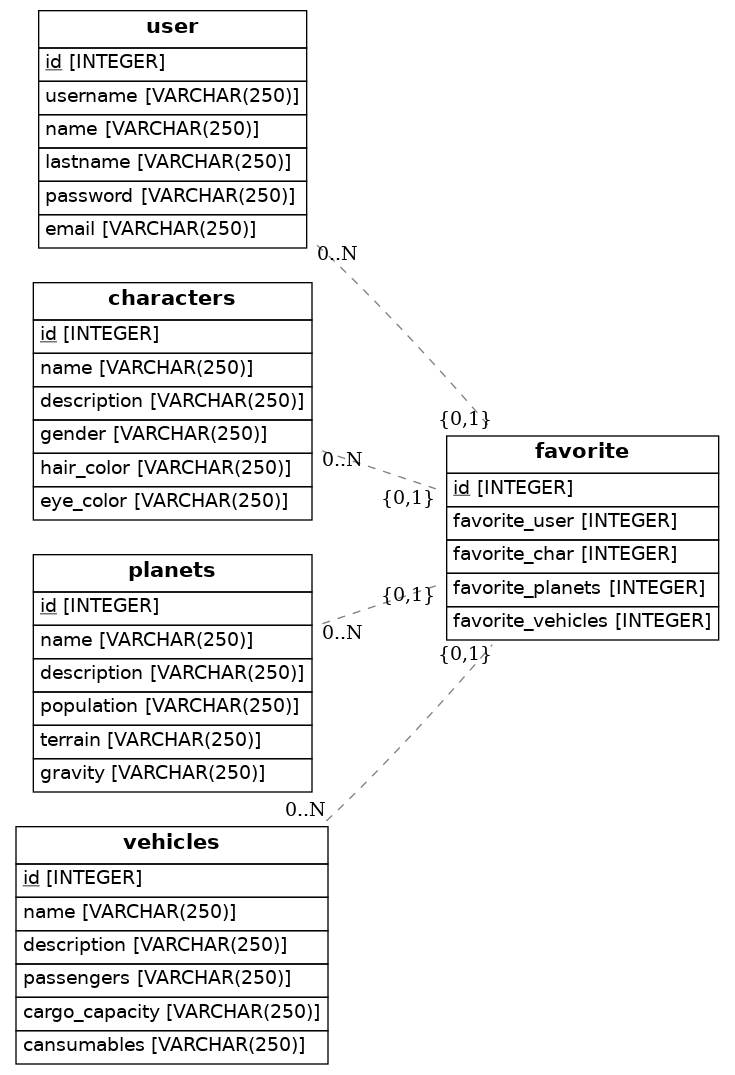 user
id [INTEGER]
username [VARCHAR(250)]
name [VARCHAR(250)]
lastname [VARCHAR(250)]
password [VARCHAR(250)]
email [VARCHAR(250)]
0..N
characters
id [INTEGER]
name [VARCHAR(250)]
description [VARCHAR(250)]
gender [VARCHAR(250)]
hair_color [VARCHAR(250)]
eye_color [VARCHAR(250)]
0..N
{0,1}
{0,1}
favorite
id [INTEGER]
favorite_user [INTEGER]
favorite_char [INTEGER]
favorite_planets [INTEGER]
favorite_vehicles [INTEGER]
{0,1}
{0,1}
planets
id [INTEGER]
name [VARCHAR(250)]
description [VARCHAR(250)]
population [VARCHAR(250)]
terrain [VARCHAR(250)]
gravity [VARCHAR(250)]
0..N
0..N
vehicles
id [INTEGER]
name [VARCHAR(250)]
description [VARCHAR(250)]
passengers [VARCHAR(250)]
cargo_capacity [VARCHAR(250)]
cansumables [VARCHAR(250)]